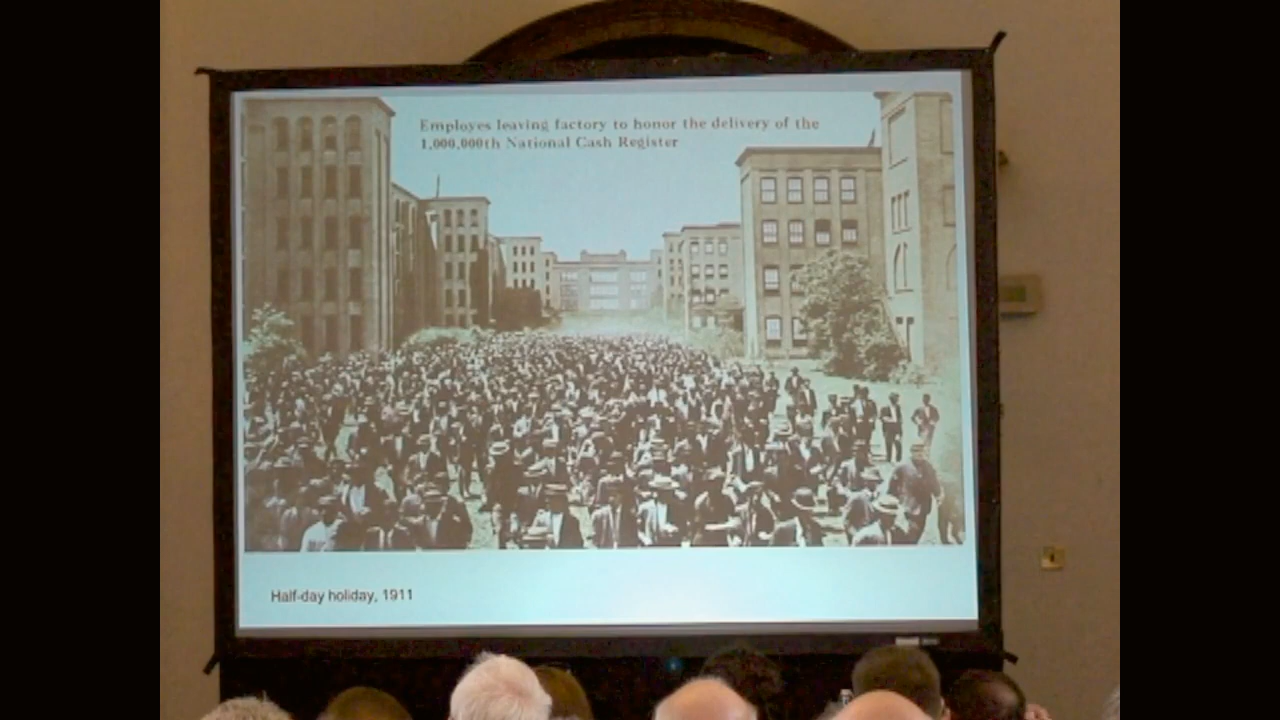 Employes leaving factory to honor the delivery of the
1,000,000th National Cash Register
Half-day holiday, 1911